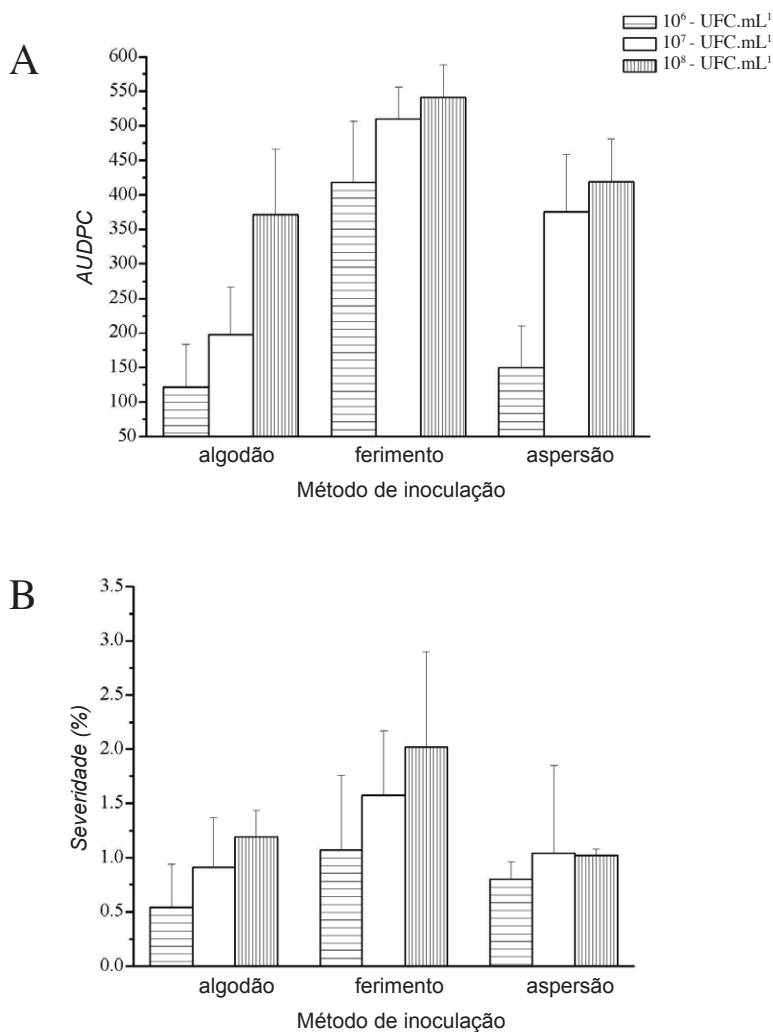 10⁶ - UFC.mL¹
10⁷ - UFC.mL¹
10⁸ - UFC.mL¹
A
600
550
500
450
400
350
300
250
200
150
100
50
AUDPC
algodão ferimento aspersão
Método de inoculação
B
3.5
3.0
2.5
2.0
1.5
1.0
0.5
0.0
Severidade (%)
algodão ferimento aspersão
Método de inoculação